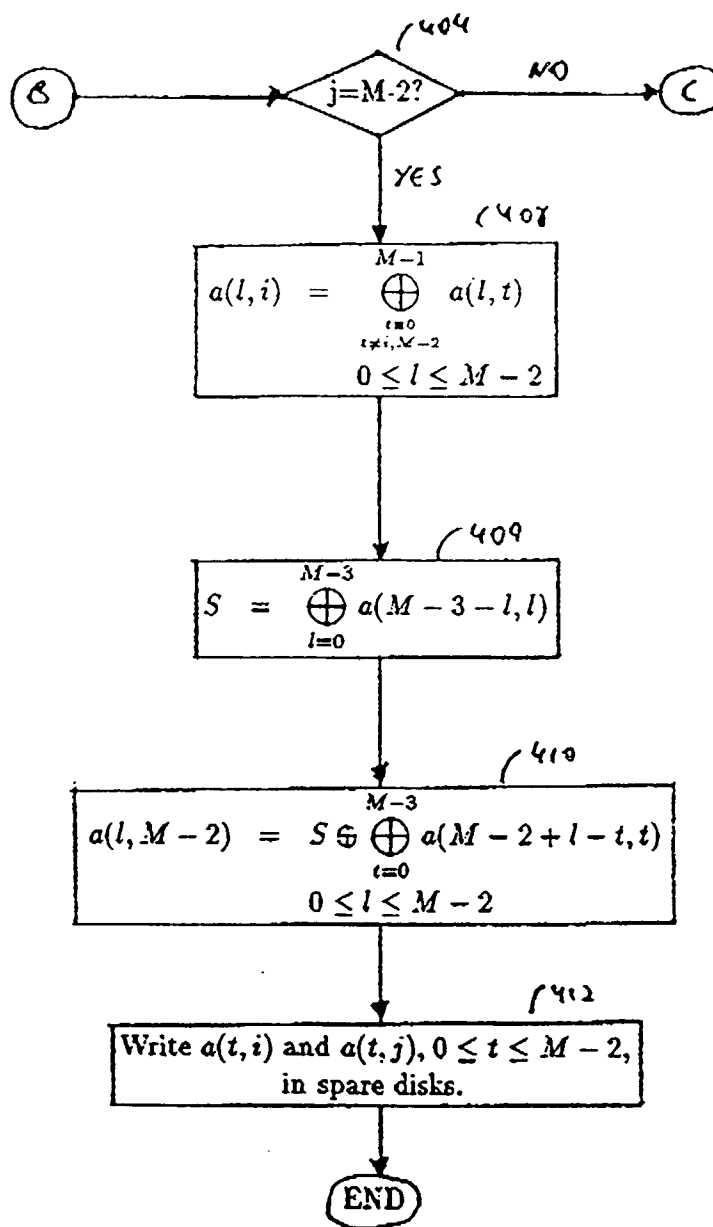 404
B
j=M-2?
NO
C
YES
408
a(l, i) = ⊕ a(l, t)
M−1
t=0
t≠i, M−2
0 ≤ l ≤ M − 2
409
S = ⊕ a(M − 3 − l, l)
M−3
l=0
410
a(l, M − 2) = S ⊕ ⊕ a(M − 2 + l − t, t)
M−3
t=0
0 ≤ l ≤ M − 2
412
Write a(t, i) and a(t, j), 0 ≤ t ≤ M − 2,
in spare disks.
END